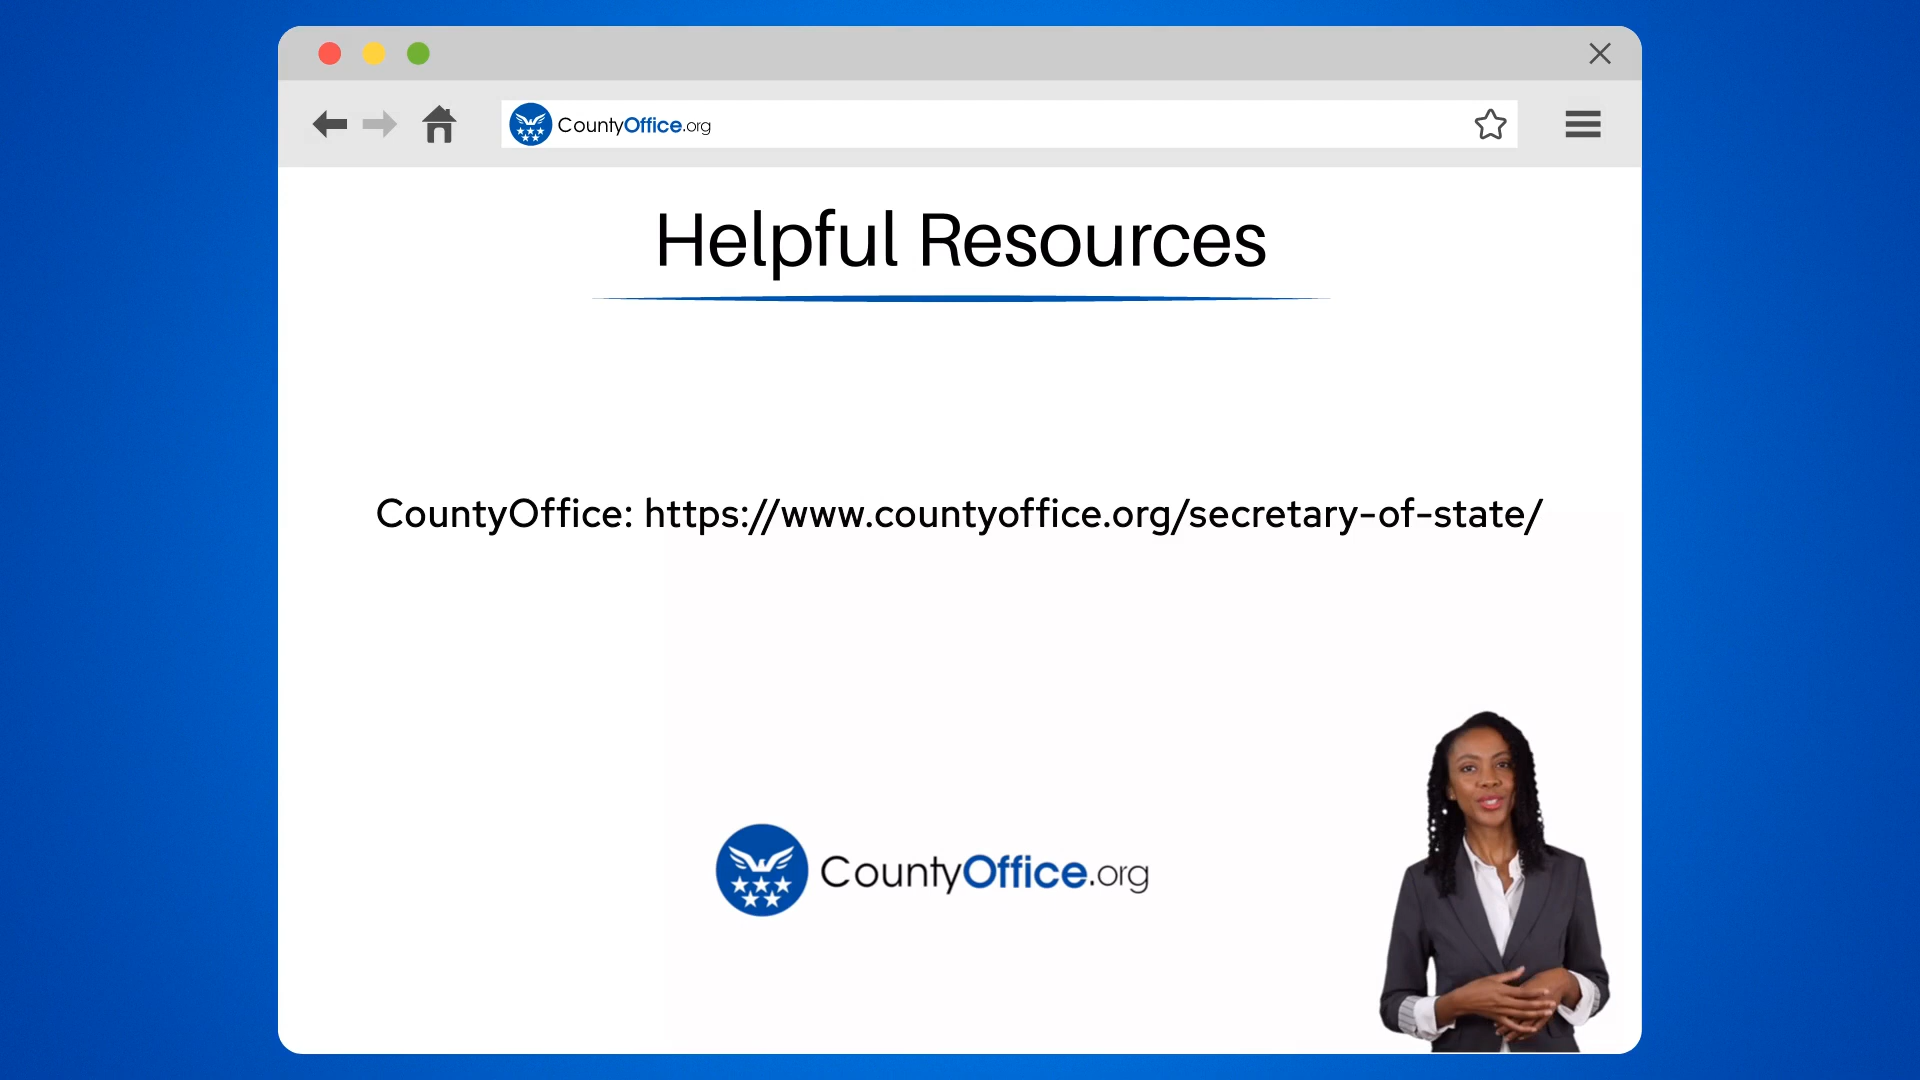 CountyOffice.org
Helpful Resources
CountyOffice: https://www.countyoffice.org/secretary-of-state/
CountyOffice.org